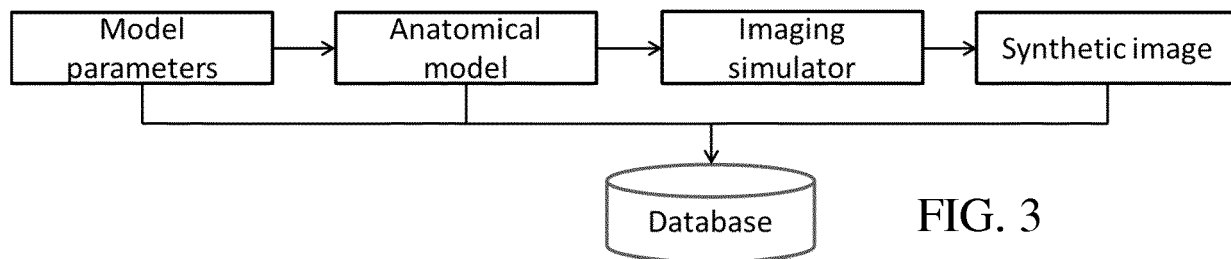 Model
parameters
Anatomical
model
Imaging
simulator
Synthetic image
Database
FIG. 3